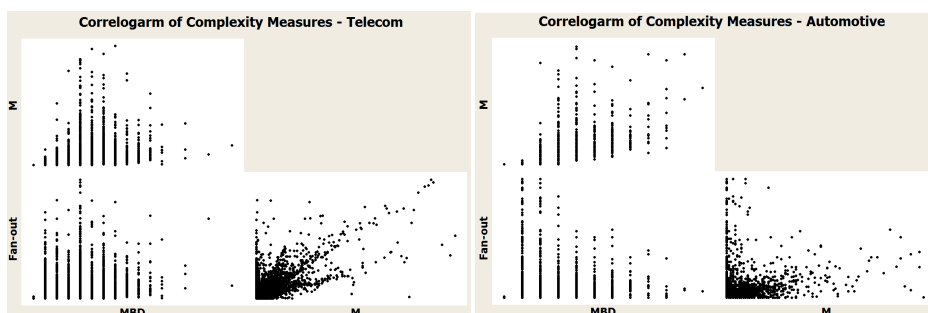 Correlogarm of Complexity Measures - Telecom
M
Fan-out
MBD
M
Correlogarm of Complexity Measures - Automotive
M
Fan-out
MBD
M